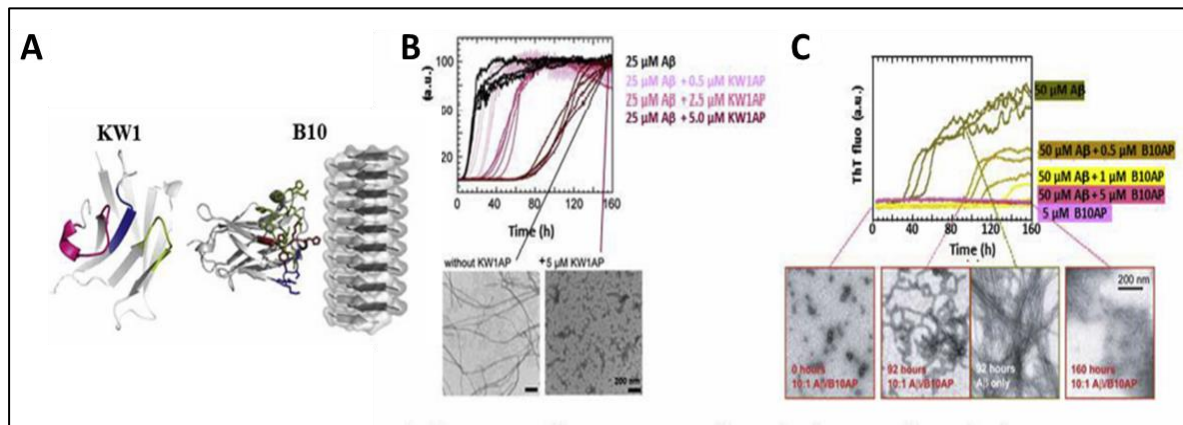 A
KW1
B10
B
(a.u.)
100
60
20
0
40
80
120
160
Time (h)
25 µM Aβ
25 µM Aβ + 0.5 µM KW1AP
25 µM Aβ + 2.5 µM KW1AP
25 µM Aβ + 5.0 µM KW1AP
without KW1AP
+5 µM KW1AP
200 nm
C
ThT fluo (a.u.)
0
40
80
120
160
Time (h)
50 µM Aβ
50 µM Aβ + 0.5 µM B10AP
50 µM Aβ + 1 µM B10AP
50 µM Aβ + 5 µM B10AP
5 µM B10AP
0 hours
10:1 Aβ/B10AP
92 hours
10:1 Aβ/B10AP
92 hours
Aβ only
200 nm
160 hours
10:1 Aβ/B10AP